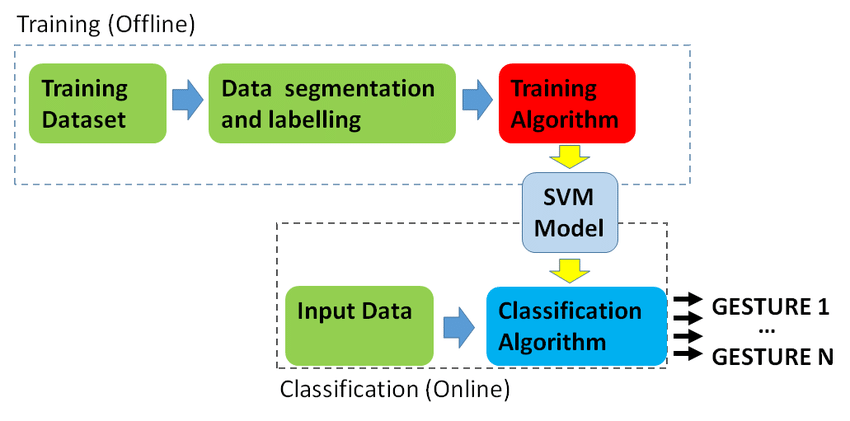 Training (Offline)
Training
Dataset
Data segmentation
and labelling
Training
Algorithm
SVM
Model
Input Data
Classification
Algorithm
GESTURE 1
...
GESTURE N
Classification (Online)